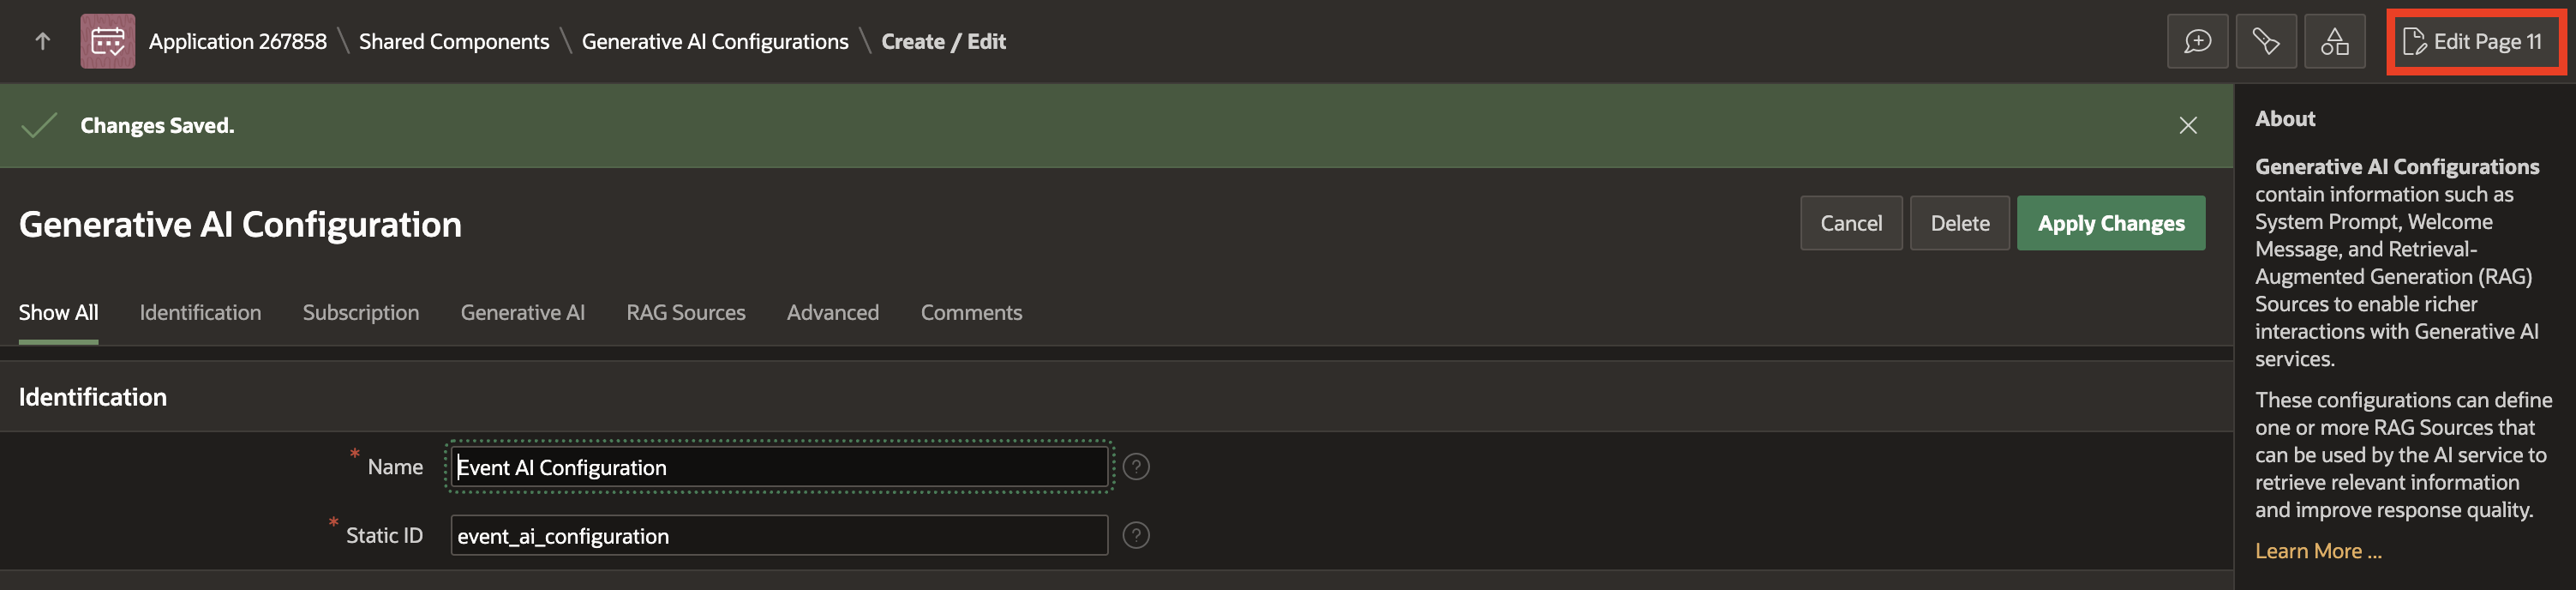 Application 267858 \ Shared Components \ Generative AI Configurations \ Create / Edit
Edit Page 11
Changes Saved.
Generative AI Configuration
Cancel
Delete
Apply Changes
Show All
Identification
Subscription
Generative AI
RAG Sources
Advanced
Comments
Identification
* Name
Event AI Configuration
?
* Static ID
event_ai_configuration
?
About
Generative AI Configurations
contain information such as
System Prompt, Welcome
Message, and Retrieval-
Augmented Generation (RAG)
Sources to enable richer
interactions with Generative AI
services.
These configurations can define
one or more RAG Sources that
can be used by the AI service to
retrieve relevant information
and improve response quality.
Learn More ...